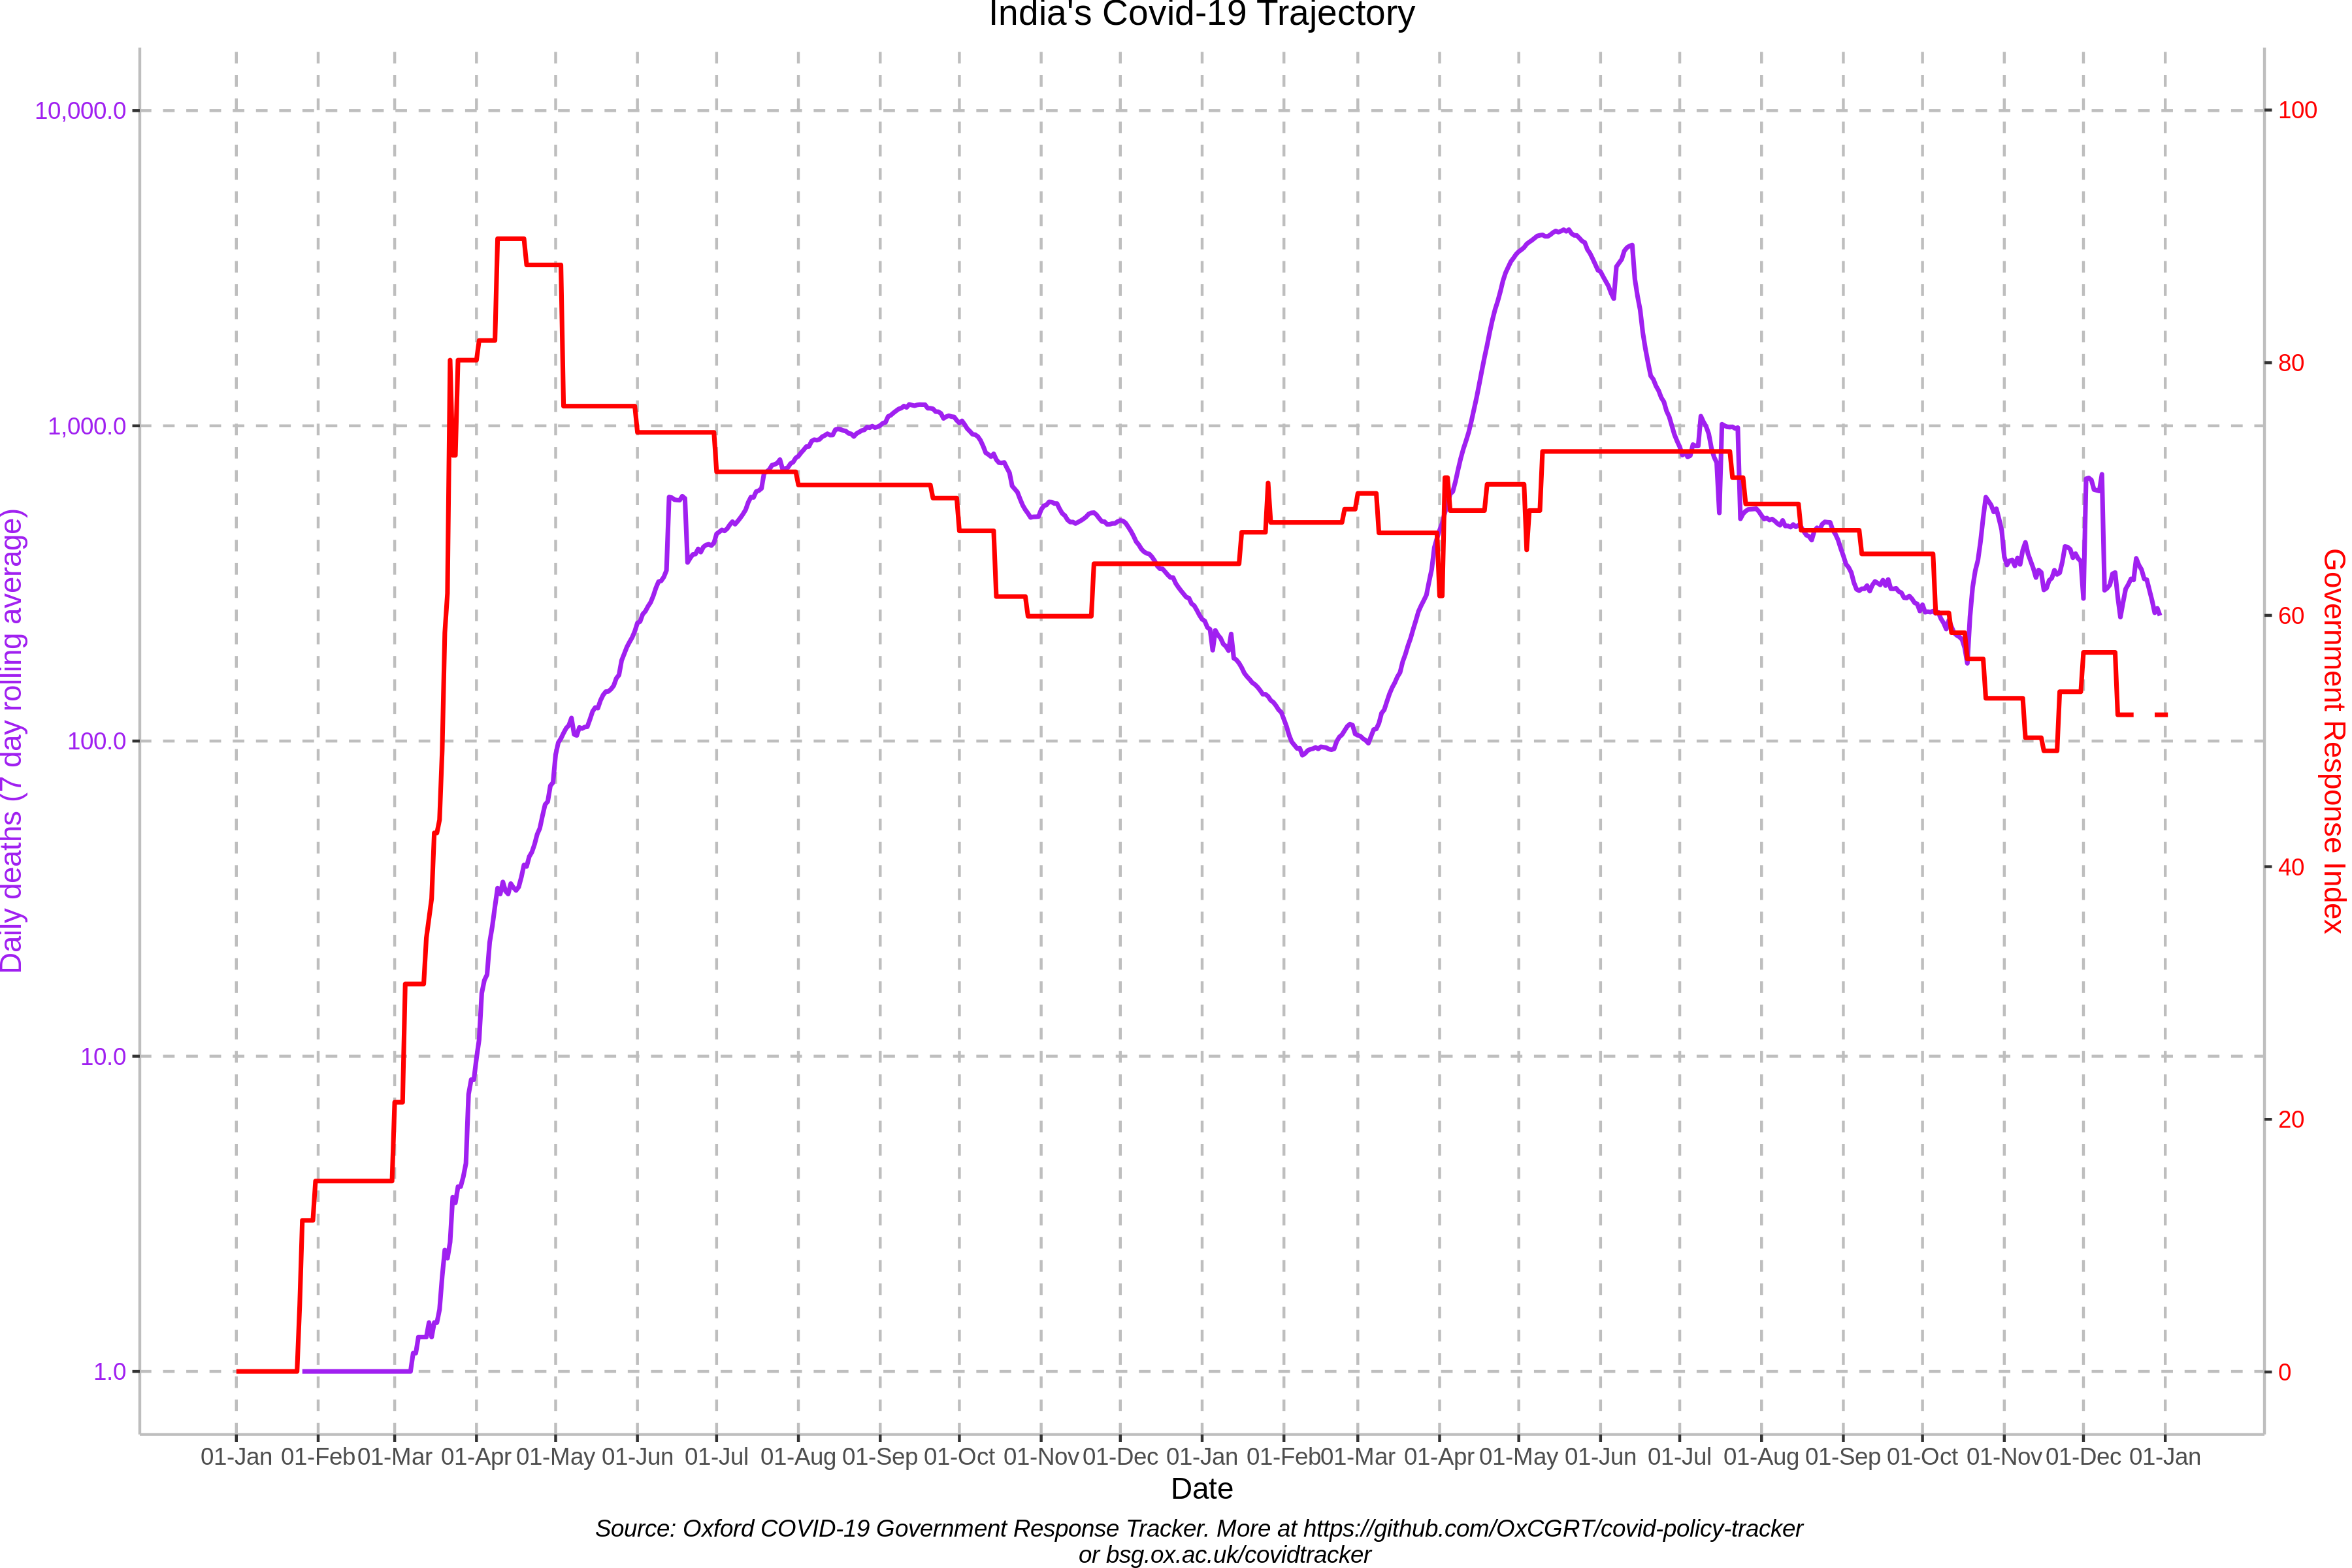 India's Covid-19 Trajectory
10,000.0
1,000.0
100.0
10.0
1.0
Daily deaths (7 day rolling average)
100
80
60
40
20
0
Government Response Index
01-Jan 01-Feb 01-Mar 01-Apr 01-May 01-Jun 01-Jul 01-Aug 01-Sep 01-Oct 01-Nov 01-Dec 01-Jan 01-Feb 01-Mar 01-Apr 01-May 01-Jun 01-Jul 01-Aug 01-Sep 01-Oct 01-Nov 01-Dec 01-Jan
Date
Source: Oxford COVID-19 Government Response Tracker. More at https://github.com/OxCGRT/covid-policy-tracker
or bsg.ox.ac.uk/covidtracker